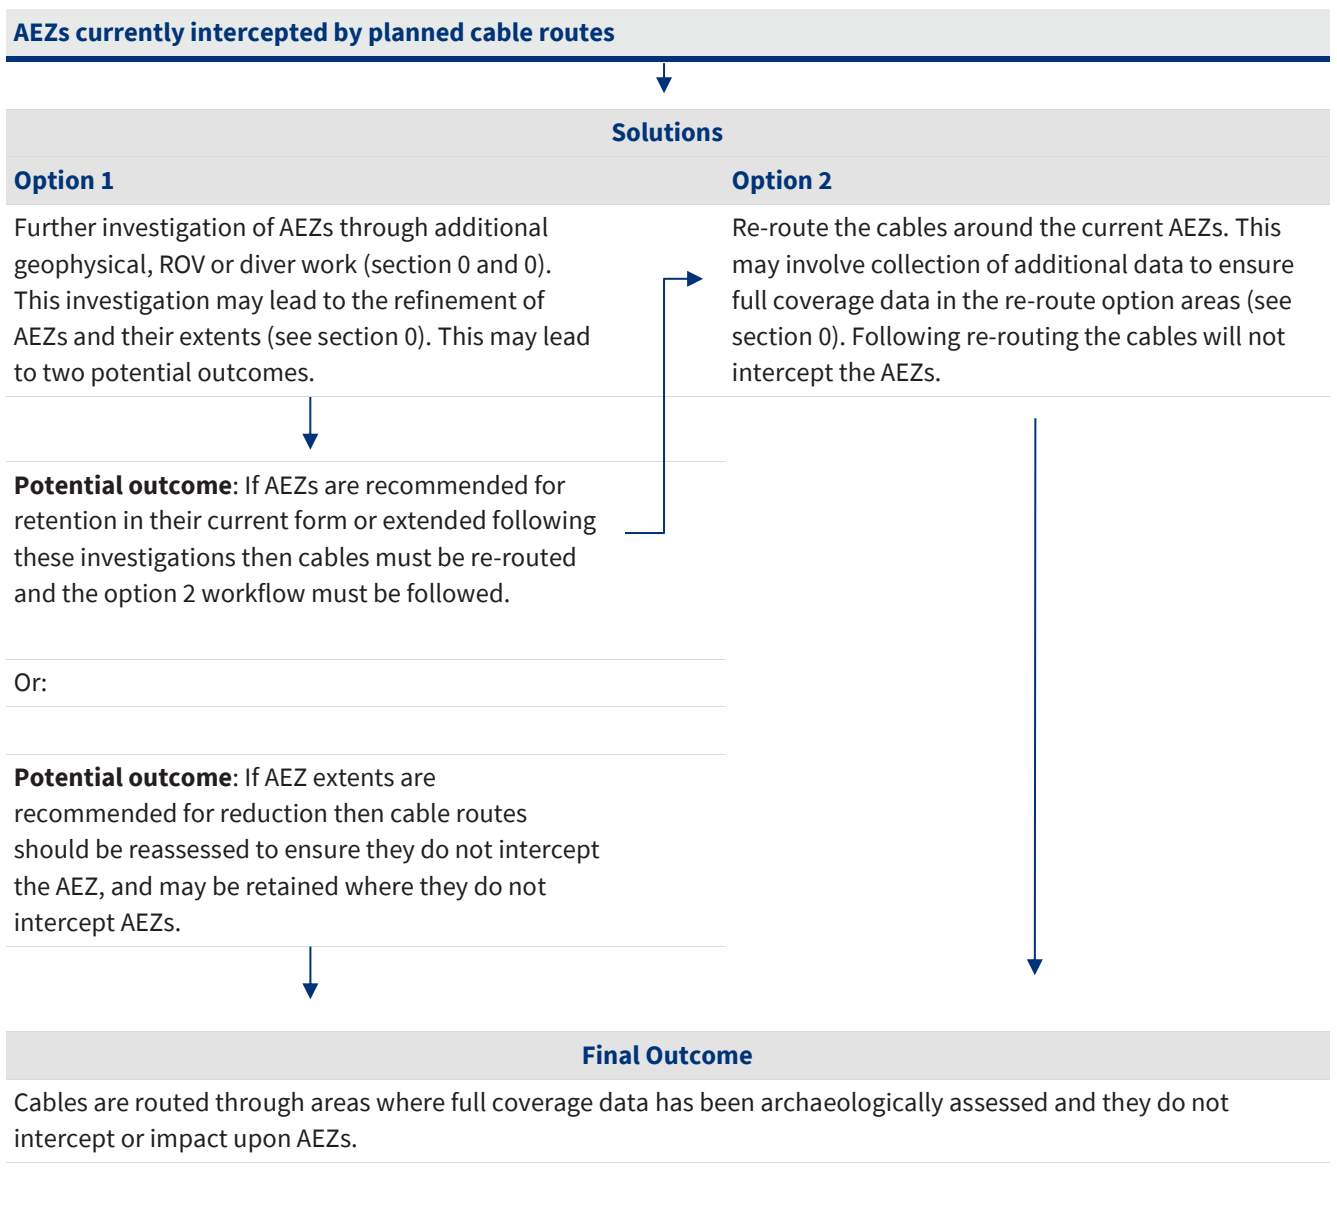 AEZs currently intercepted by planned cable routes
Solutions
Option 1
Further investigation of AEZs through additional
geophysical, ROV or diver work (section 0 and 0).
This investigation may lead to the refinement of
AEZs and their extents (see section 0). This may lead
to two potential outcomes.
Option 2
Re-route the cables around the current AEZs. This
may involve collection of additional data to ensure
full coverage data in the re-route option areas (see
section 0). Following re-routing the cables will not
intercept the AEZs.
Potential outcome: If AEZs are recommended for
retention in their current form or extended following
these investigations then cables must be re-routed
and the option 2 workflow must be followed.
Or:
Potential outcome: If AEZ extents are
recommended for reduction then cable routes
should be reassessed to ensure they do not intercept
the AEZ, and may be retained where they do not
intercept AEZs.
Final Outcome
Cables are routed through areas where full coverage data has been archaeologically assessed and they do not
intercept or impact upon AEZs.